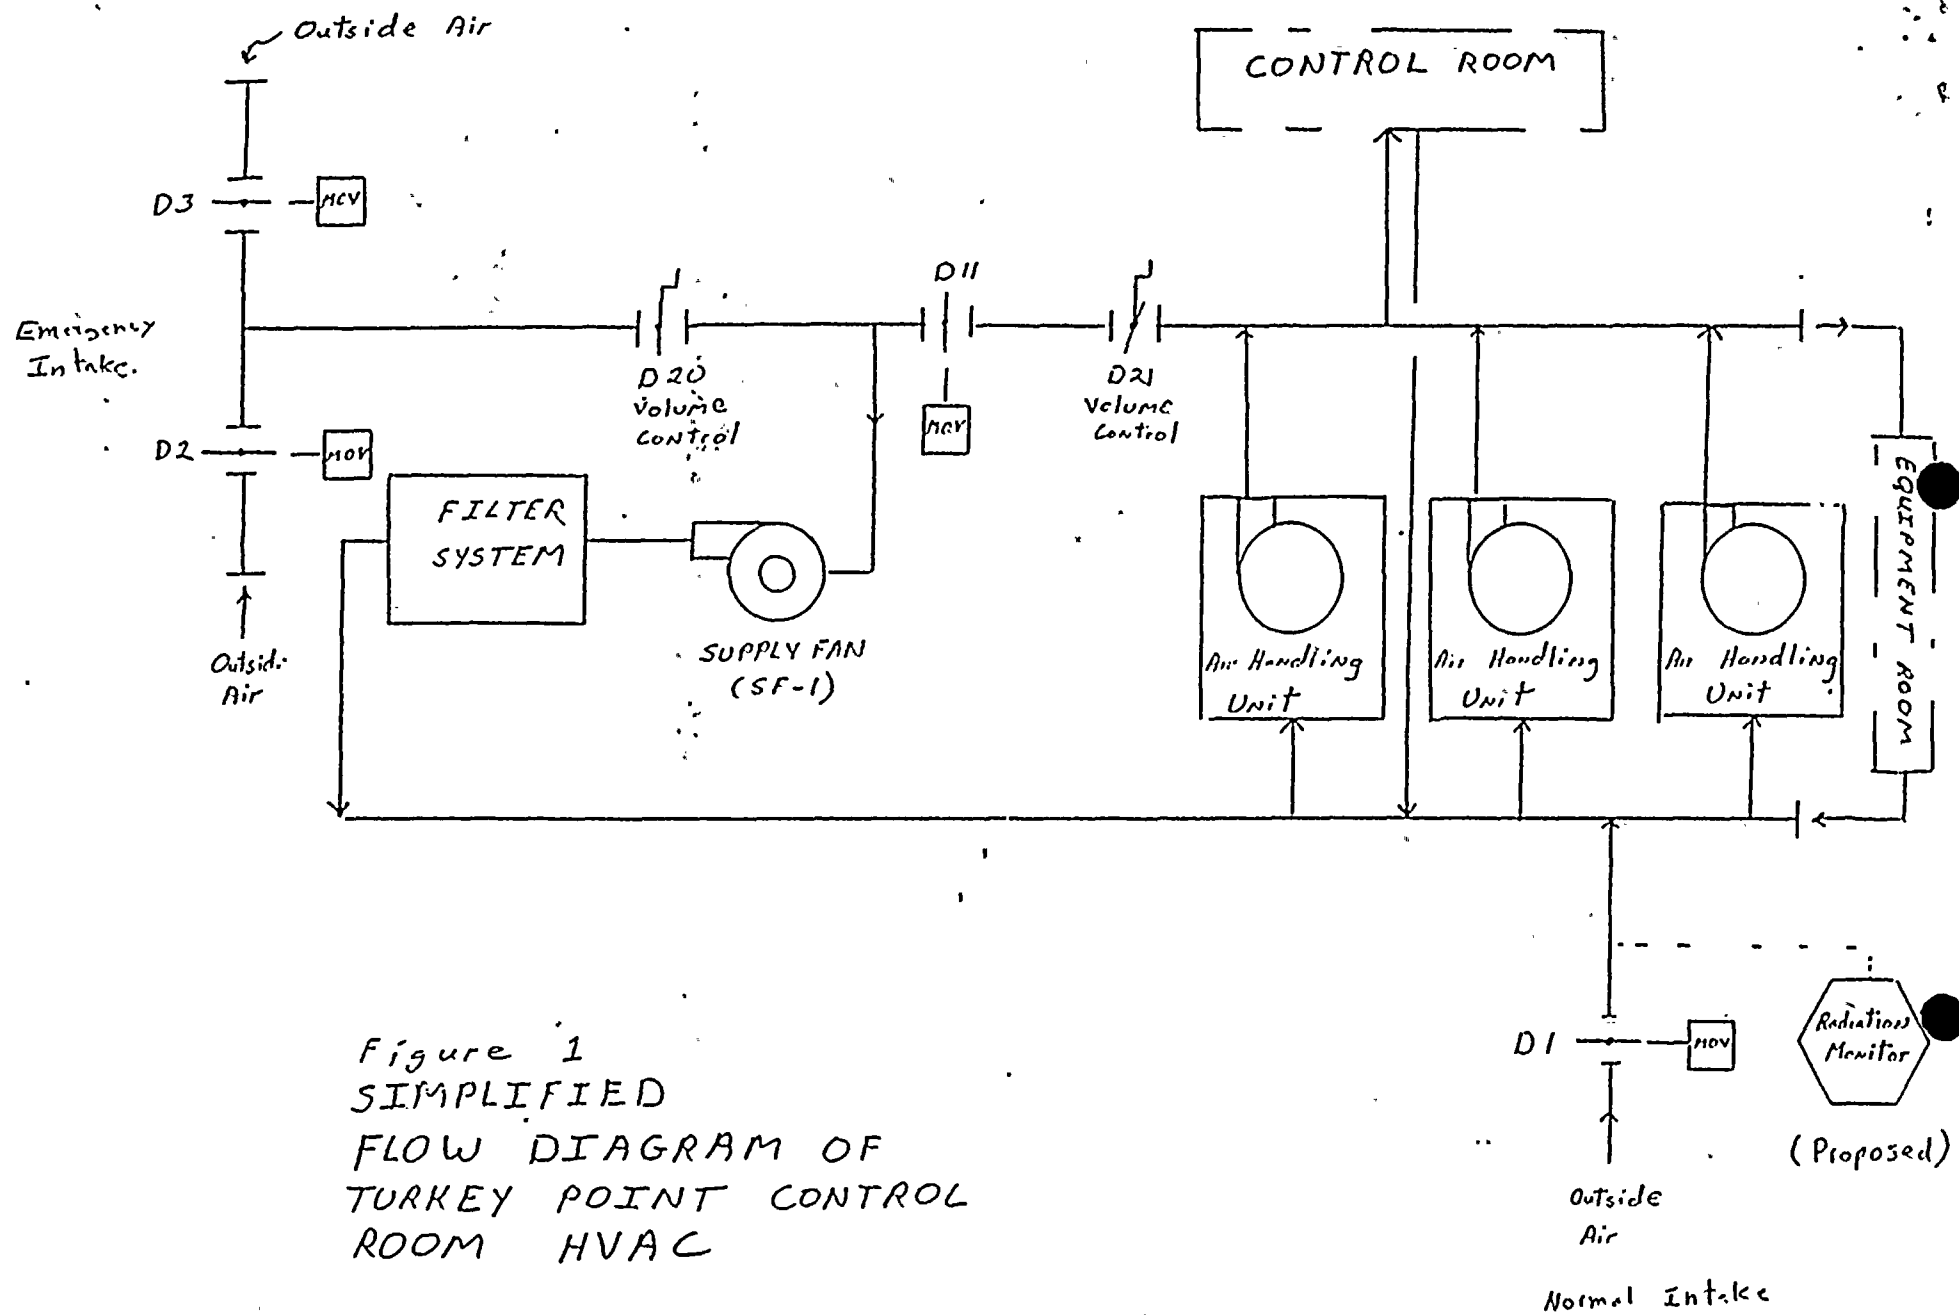 Outside Air
CONTROL ROOM
D3
MOV
D11
Emergency
Intake.
D20
Volume
Control
D21
Volume
Control
MOV
D2
MOV
FILTER
SYSTEM
EQUIPMENT ROOM
SUPPLY FAN
(SF-1)
Outside
Air
Air Handling
Unit
Air Handling
Unit
Air Handling
Unit
Radiation
Monitor
D1
MOV
(Proposed)
Outside
Air
Normal Intake
Figure 1
SIMPLIFIED
FLOW DIAGRAM OF
TURKEY POINT CONTROL
ROOM HVAC